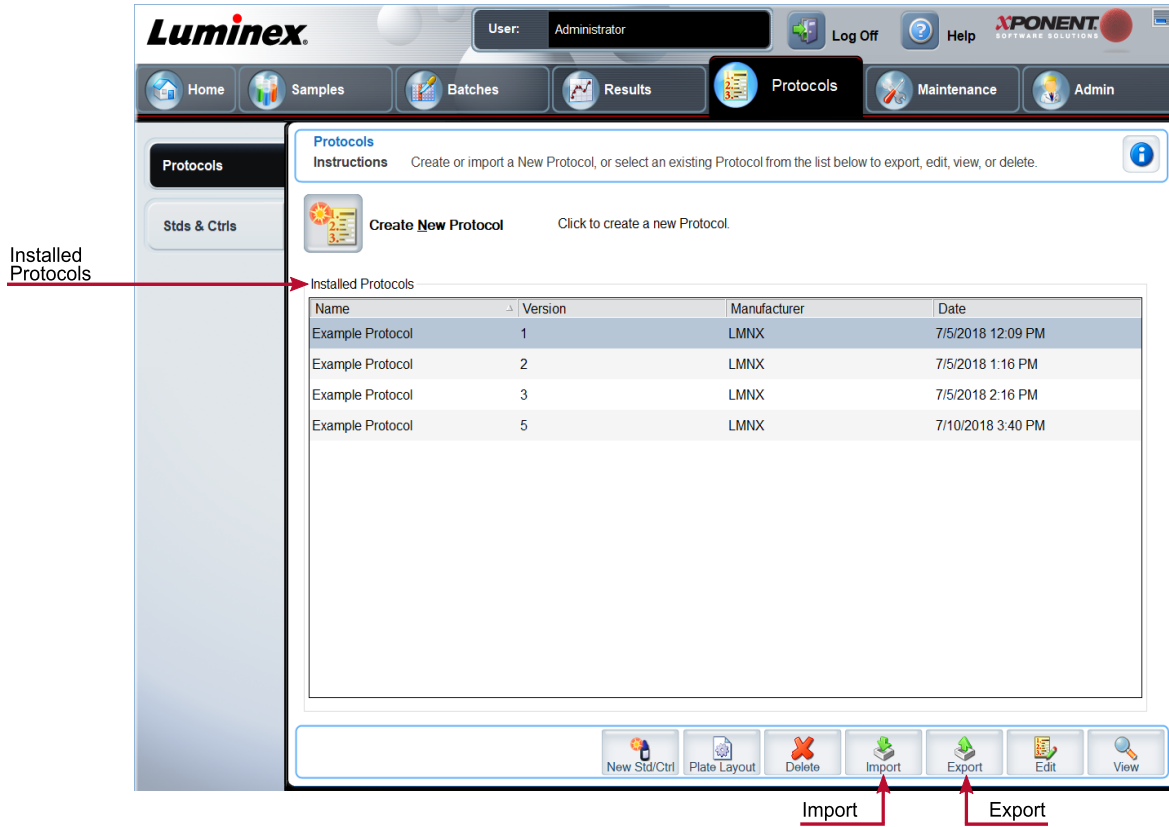 Luminex.
User: Administrator
Log Off
Help
XPONENT.
SOFTWARE SOLUTIONS
Home
Samples
Batches
Results
Protocols
Maintenance
Admin
Protocols
Stds & Ctrls
Protocols
Instructions Create or import a New Protocol, or select an existing Protocol from the list below to export, edit, view, or delete.
Create New Protocol Click to create a new Protocol.
Installed
Protocols
Installed Protocols
Name Version Manufacturer Date
Example Protocol 1 LMNX 7/5/2018 12:09 PM
Example Protocol 2 LMNX 7/5/2018 1:16 PM
Example Protocol 3 LMNX 7/5/2018 2:16 PM
Example Protocol 5 LMNX 7/10/2018 3:40 PM
New Std/Ctrl
Plate Layout
Delete
Import
Export
Edit
View
Import
Export